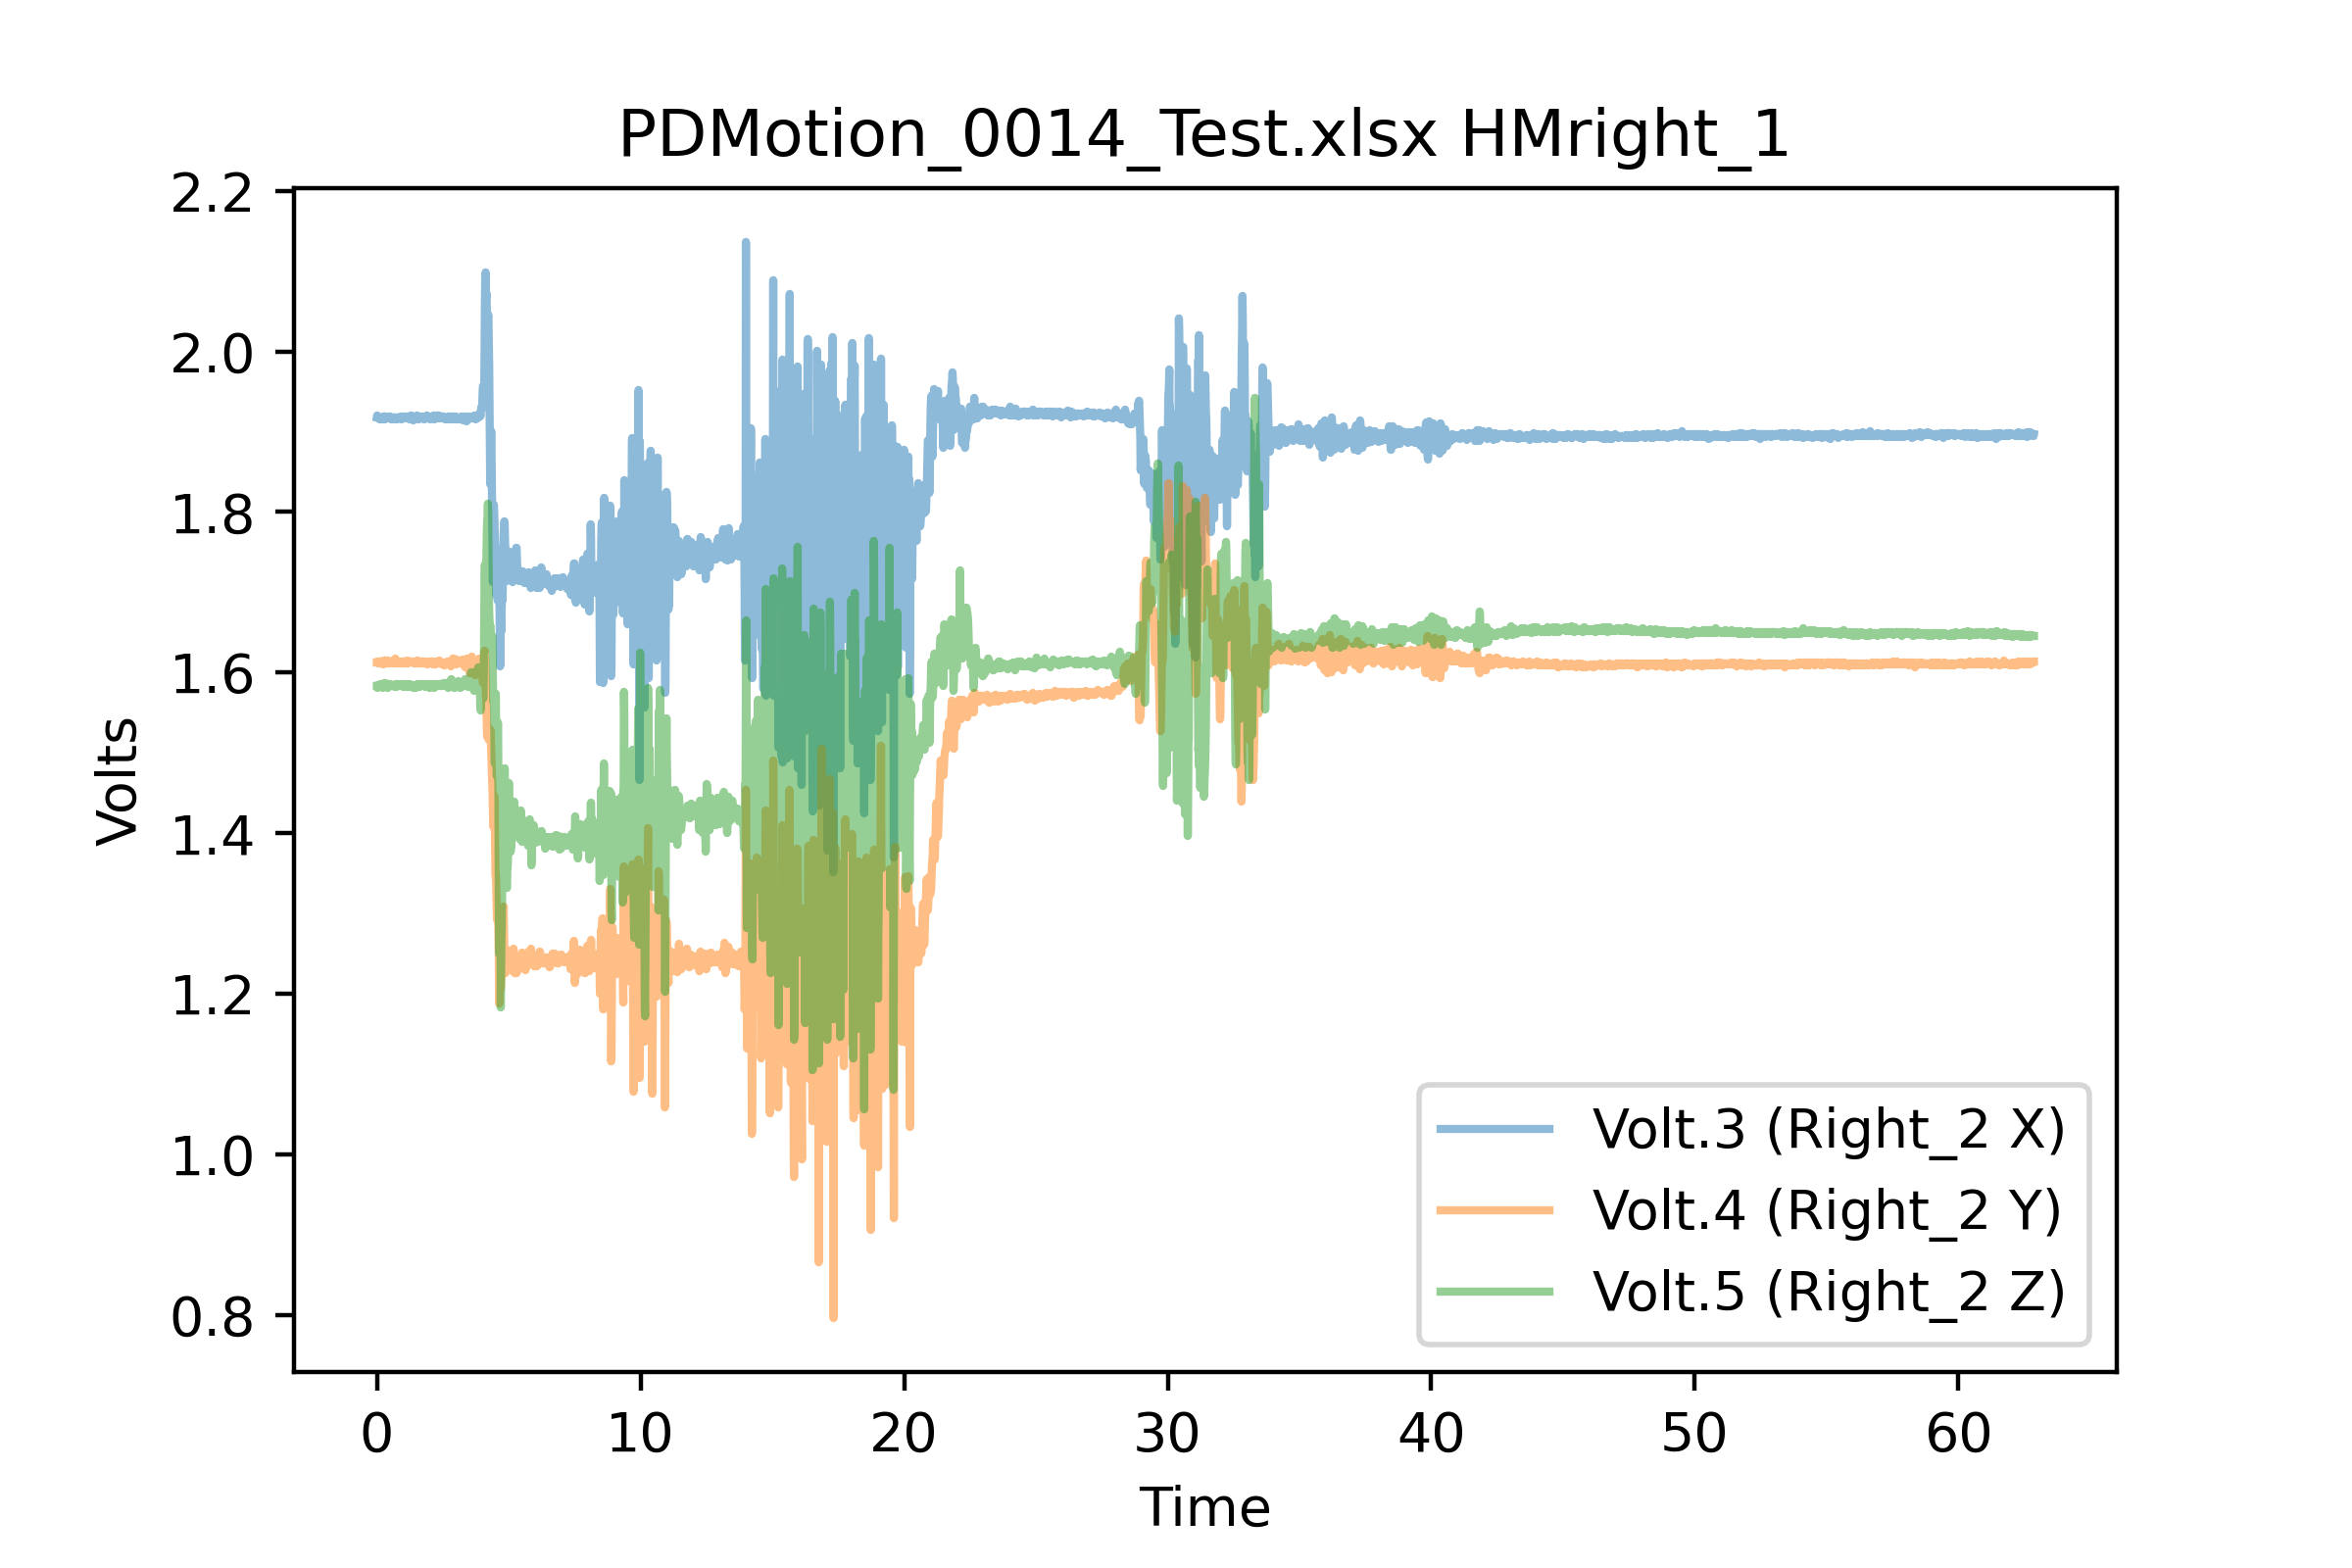 PDMotion_0014_Test.xlsx HMright_1
2.2
2.0
1.8
1.6
1.4
1.2
1.0
0.8
Volts
0 10 20 30 40 50 60
Time
Volt.3 (Right_2 X)
Volt.4 (Right_2 Y)
Volt.5 (Right_2 Z)